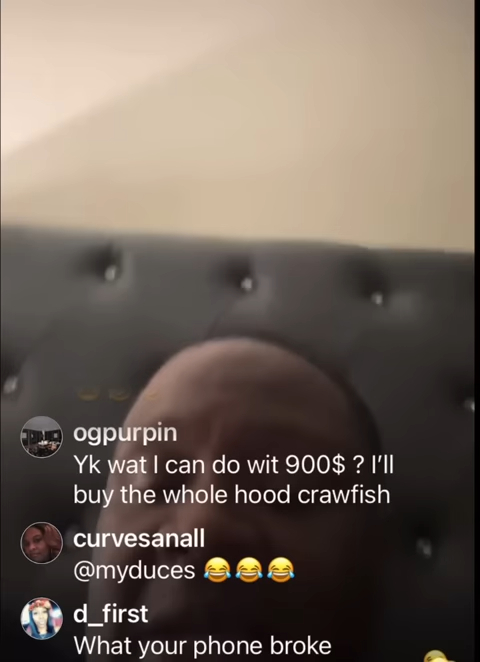 ogpurpin
Yk wat I can do wit 900$ ? I’ll
buy the whole hood crawfish
curvesanall
@myduces 😂😂😂
d_first
What your phone broke